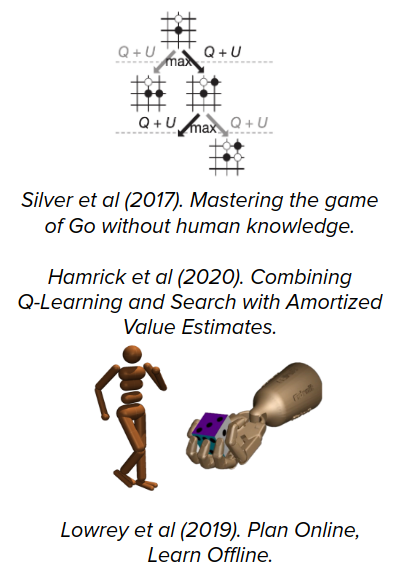 Q + U Q + U
max
Q + U max Q + U
Silver et al (2017). Mastering the game
of Go without human knowledge.
Hamrick et al (2020). Combining
Q-Learning and Search with Amortized
Value Estimates.
Lowrey et al (2019). Plan Online,
Learn Offline.